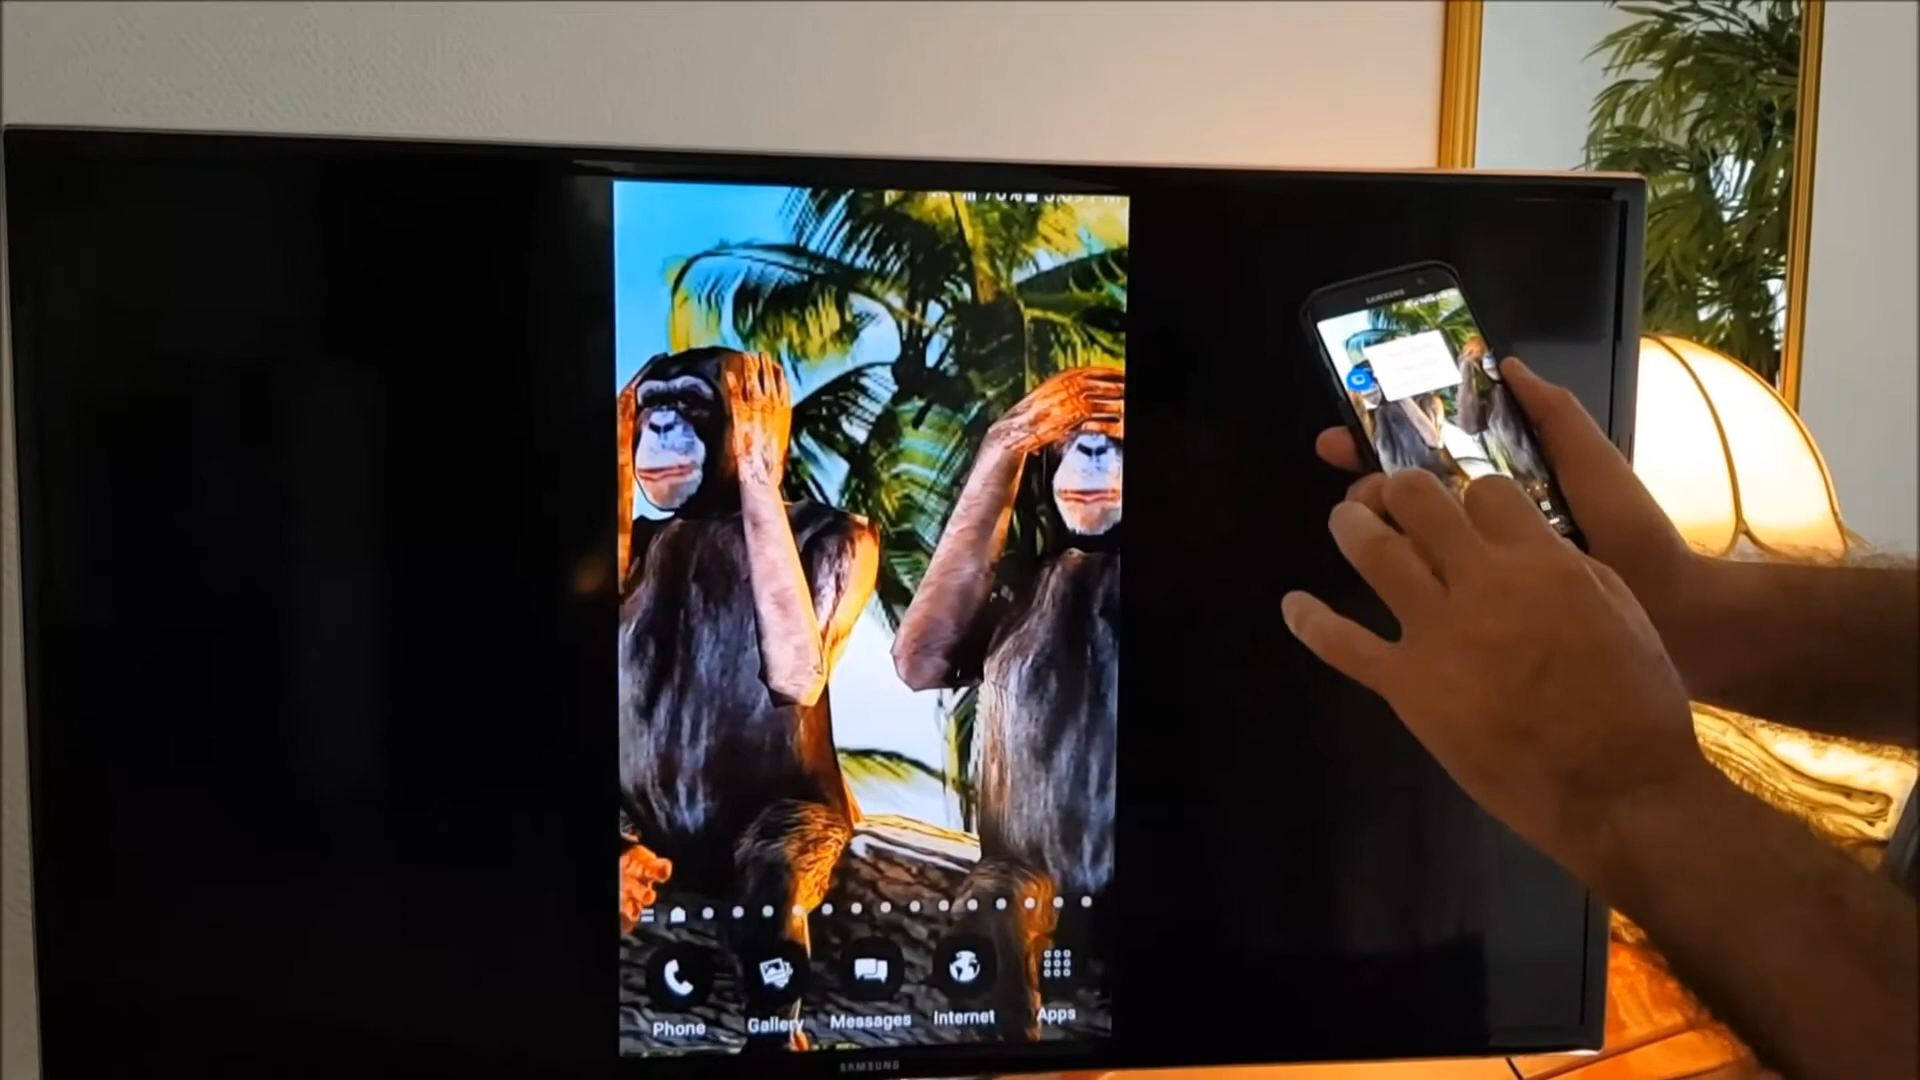 SAMSUNG
Phone
Gallery
Messages
Internet
Apps
SAMSUNG